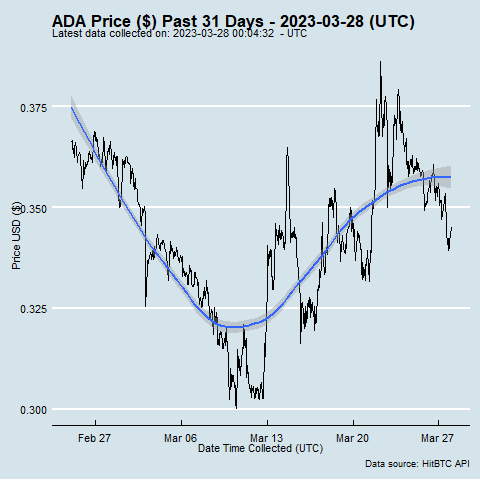 ADA Price ($) Past 31 Days - 2023-03-28 (UTC)
Latest data collected on: 2023-03-28 00:04:32 - UTC
Price USD ($)
0.375
0.350
0.325
0.300
Feb 27 Mar 06 Mar 13 Mar 20 Mar 27
Date Time Collected (UTC)
Data source: HitBTC API